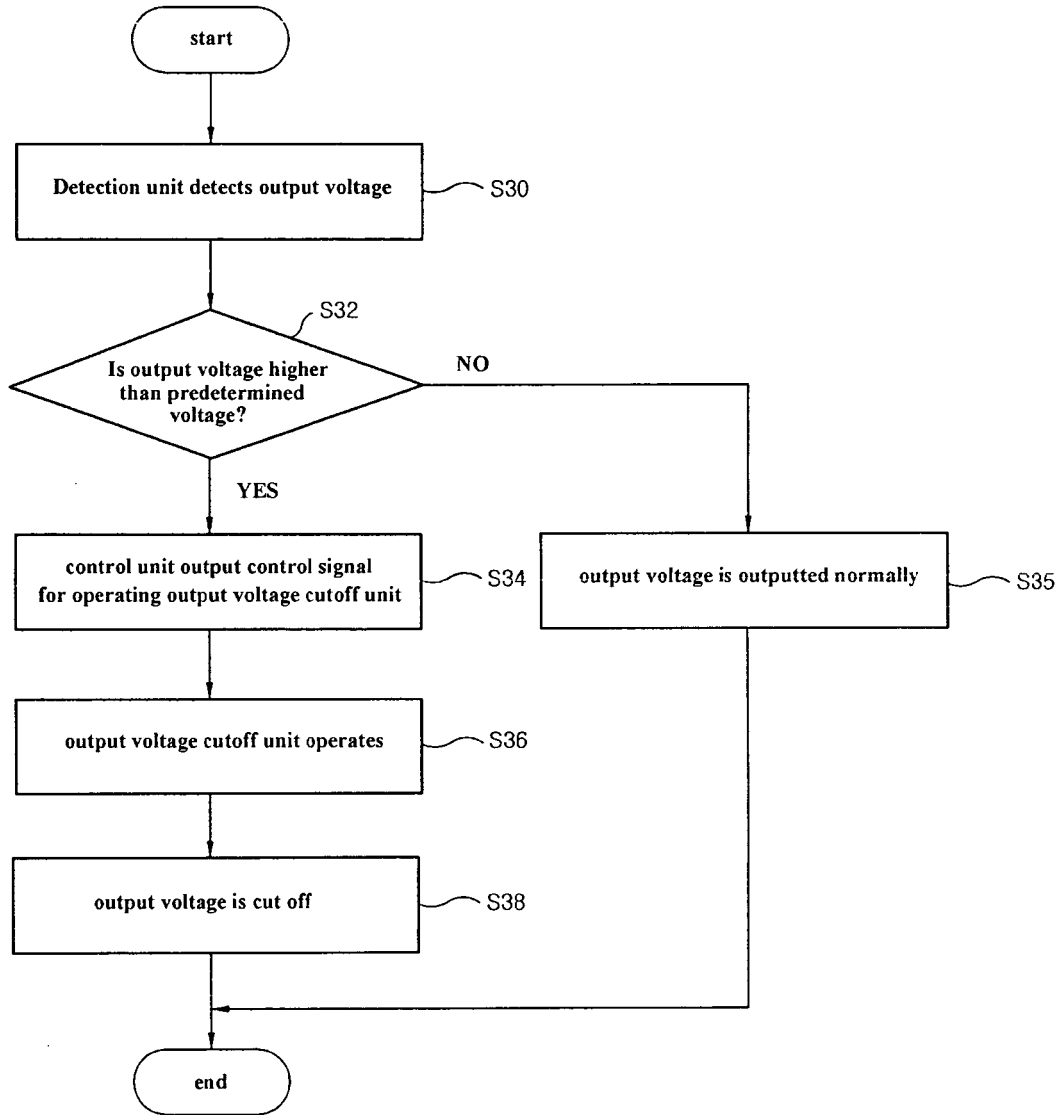 start
Detection unit detects output voltage
S30
S32
Is output voltage higher
than predetermined
voltage?
NO
YES
control unit output control signal
for operating output voltage cutoff unit
S34
output voltage is outputted normally
S35
output voltage cutoff unit operates
S36
output voltage is cut off
S38
end